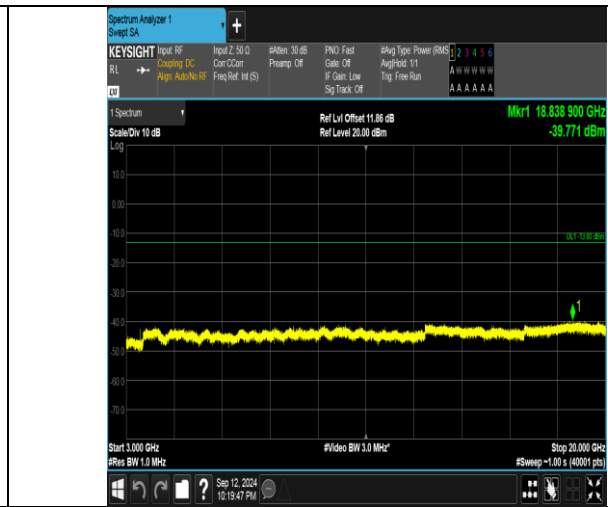 Spectrum Analyzer 1
Swept SA
+
KEYSIGHT Input: RF Input Z: 50 Ω #Atten: 30 dB PNO: Fast #Avg Type: Power (RMS 1 2 3 4 5 6
RL Coupling: DC Corr CCorr Preamp: Off Gate: Off Avg|Hold: 1/1 A W W W W W
Align: Auto/No RF Freq Ref: Int (S) IF Gain: Low Trig: Free Run
Sig Track: Off A A A A A A
LXI
1 Spectrum Ref Lvl Offset 11.86 dB Mkr1 18.838 900 GHz
Scale/Div 10 dB Ref Level 20.00 dBm -39.771 dBm
Log
10.0
0.00
-10.0
DL1 -13.00 dBm
-20.0
-30.0
1
-40.0
-50.0
-60.0
-70.0
Start 3.000 GHz #Video BW 3.0 MHz* Stop 20.000 GHz
#Res BW 1.0 MHz #Sweep ~1.00 s (40001 pts)
? Sep 12, 2024
10:19:47 PM